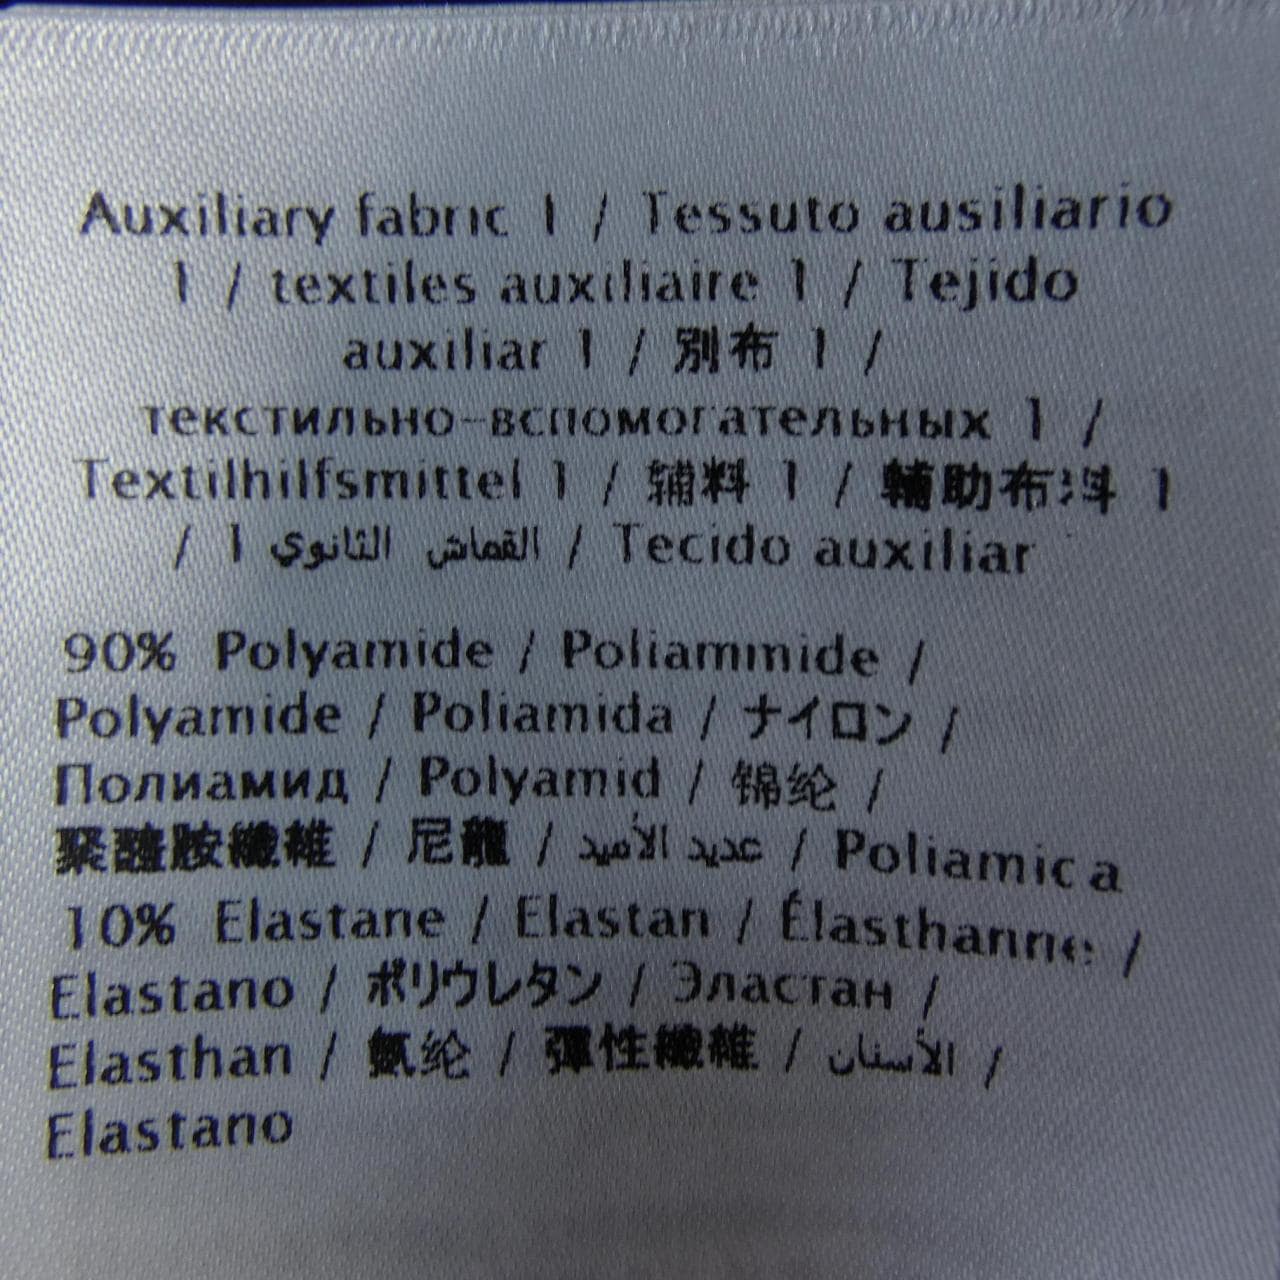 Auxiliary fabric 1 / Tessuto ausiliario
1 / textiles auxiliaire 1 / Tejido
auxiliar 1 / 別布 1 /
текстильно-вспомогательных 1 /
Textilhilfsmittel 1 / 辅料 1 / 輔助布料 1
/ 1 القماش الثانوي / Tecido auxiliar
90% Polyamide / Poliammide /
Polyamide / Poliamida / ナイロン /
Полиамид / Polyamid / 锦纶 /
聚醯胺纖維 / 尼龍 / عديد الأميد / Poliamica
10% Elastane / Elastan / Élasthanne /
Elastano / ポリウレタン / Эластан /
Elasthan / 氨纶 / 彈性纖維 / الأستان /
Elastano